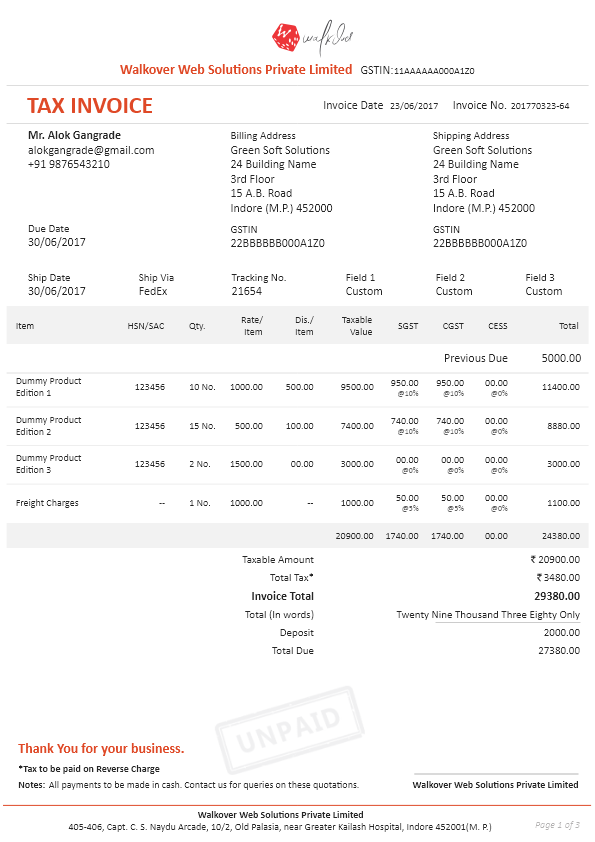 walkover
Walkover Web Solutions Private Limited GSTIN:11AAAAAA000A1Z0
TAX INVOICE Invoice Date 23/06/2017 Invoice No. 201770323-64
Mr. Alok Gangrade Billing Address Shipping Address
alokgangrade@gmail.com Green Soft Solutions Green Soft Solutions
+91 9876543210 24 Building Name 24 Building Name
3rd Floor 3rd Floor
15 A.B. Road 15 A.B. Road
Indore (M.P.) 452000 Indore (M.P.) 452000
Due Date GSTIN GSTIN
30/06/2017 22BBBBBB000A1Z0 22BBBBBB000A1Z0
Ship Date Ship Via Tracking No. Field 1 Field 2 Field 3
30/06/2017 FedEx 21654 Custom Custom Custom
Item HSN/SAC Qty. Rate/ Item Dis./ Item Taxable Value SGST CGST CESS Total
Previous Due 5000.00
Dummy Product Edition 1 123456 10 No. 1000.00 500.00 9500.00 950.00 @10% 950.00 @10% 00.00 @0% 11400.00
Dummy Product Edition 2 123456 15 No. 500.00 100.00 7400.00 740.00 @10% 740.00 @10% 00.00 @0% 8880.00
Dummy Product Edition 3 123456 2 No. 1500.00 00.00 3000.00 00.00 @0% 00.00 @0% 00.00 @0% 3000.00
Freight Charges -- 1 No. 1000.00 -- 1000.00 50.00 @5% 50.00 @5% 00.00 @0% 1100.00
20900.00 1740.00 1740.00 00.00 24380.00
Taxable Amount ₹ 20900.00
Total Tax* ₹ 3480.00
Invoice Total 29380.00
Total (In words) Twenty Nine Thousand Three Eighty Only
Deposit 2000.00
Total Due 27380.00
UNPAID
Thank You for your business.
*Tax to be paid on Reverse Charge
Notes: All payments to be made in cash. Contact us for queries on these quotations. Walkover Web Solutions Private Limited
Walkover Web Solutions Private Limited
405-406, Capt. C. S. Naydu Arcade, 10/2, Old Palasia, near Greater Kailash Hospital, Indore 452001(M. P.) Page 1 of 3